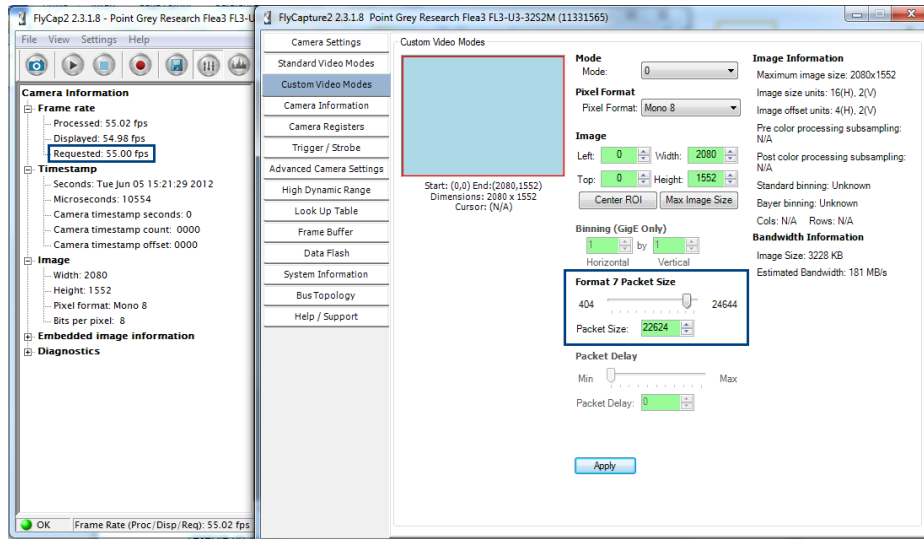 FlyCap2 2.3.1.8 - Point Grey Research Flea3 FL3-U
File View Settings Help
Camera Information
Frame rate
Processed: 55.02 fps
Displayed: 54.98 fps
Requested: 55.00 fps
Timestamp
Seconds: Tue Jun 05 15:21:29 2012
Microseconds: 10554
Camera timestamp seconds: 0
Camera timestamp count: 0000
Camera timestamp offset: 0000
Image
Width: 2080
Height: 1552
Pixel format: Mono 8
Bits per pixel: 8
Embedded image information
Diagnostics
OK
Frame Rate (Proc/Disp/Req): 55.02 fps
FlyCapture2 2.3.1.8 Point Grey Research Flea3 FL3-U3-32S2M (11331565)
Camera Settings
Standard Video Modes
Custom Video Modes
Camera Information
Camera Registers
Trigger / Strobe
Advanced Camera Settings
High Dynamic Range
Look Up Table
Frame Buffer
Data Flash
System Information
Bus Topology
Help / Support
Custom Video Modes
Start: (0,0) End:(2080,1552)
Dimensions: 2080 x 1552
Cursor: (N/A)
Mode
Mode: 0
Pixel Format
Pixel Format: Mono 8
Image
Left: 0 Width: 2080
Top: 0 Height: 1552
Center ROI Max Image Size
Binning (GigE Only)
1 by 1
Horizontal Vertical
Format 7 Packet Size
404 24644
Packet Size: 22624
Packet Delay
Min Max
Packet Delay: 0
Apply
Image Information
Maximum image size: 2080x1552
Image size units: 16(H), 2(V)
Image offset units: 4(H), 2(V)
Pre color processing subsampling:
N/A
Post color processing subsampling:
N/A
Standard binning: Unknown
Bayer binning: Unknown
Cols: N/A Rows: N/A
Bandwidth Information
Image Size: 3228 KB
Estimated Bandwidth: 181 MB/s